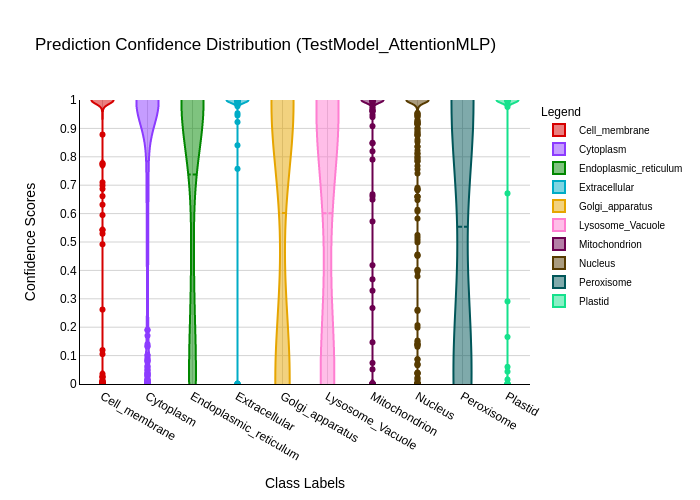 Prediction Confidence Distribution (TestModel_AttentionMLP)
Legend
Cell_membrane
Cytoplasm
Endoplasmic_reticulum
Extracellular
Golgi_apparatus
Lysosome_Vacuole
Mitochondrion
Nucleus
Peroxisome
Plastid
Confidence Scores
1
0.9
0.8
0.7
0.6
0.5
0.4
0.3
0.2
0.1
0
Cell_membrane
Cytoplasm
Endoplasmic_reticulum
Extracellular
Golgi_apparatus
Lysosome_Vacuole
Mitochondrion
Nucleus
Peroxisome
Plastid
Class Labels